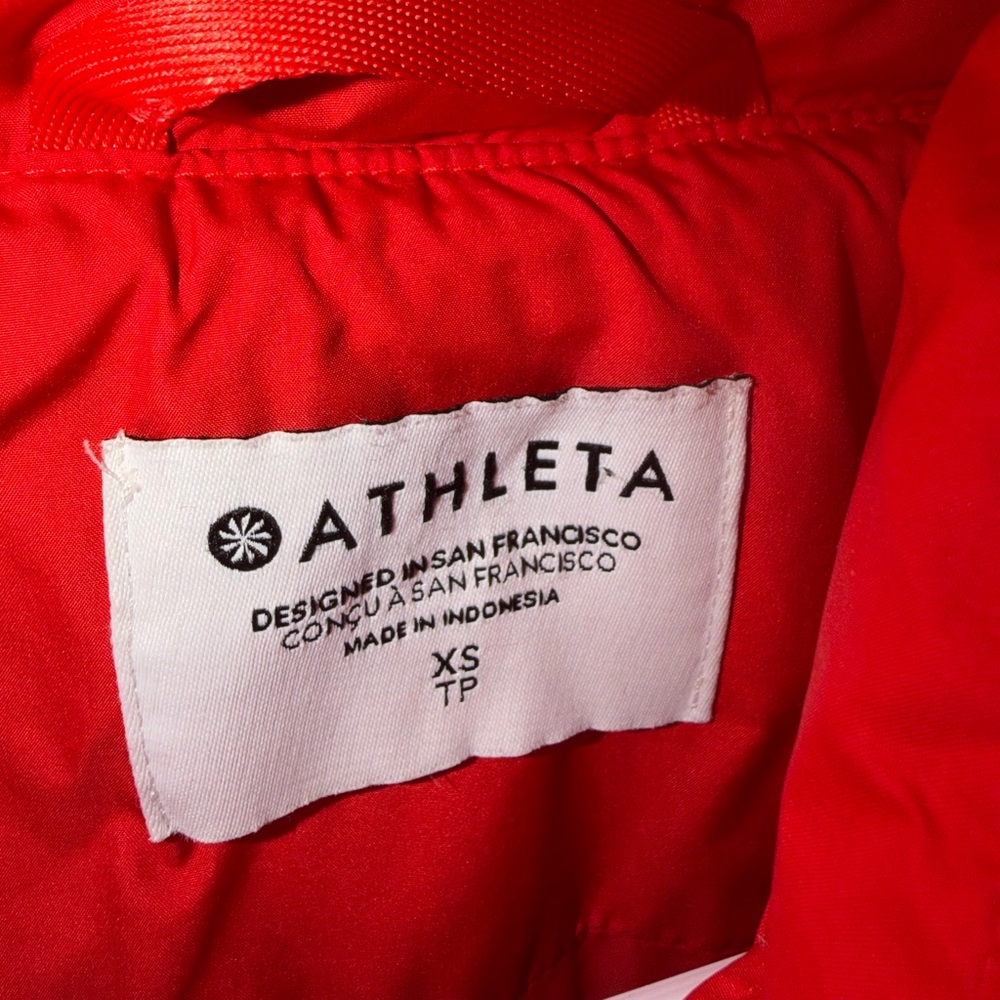 ATHLETA
DESIGNED IN SAN FRANCISCO
CONÇU À SAN FRANCISCO
MADE IN INDONESIA
XS
TP